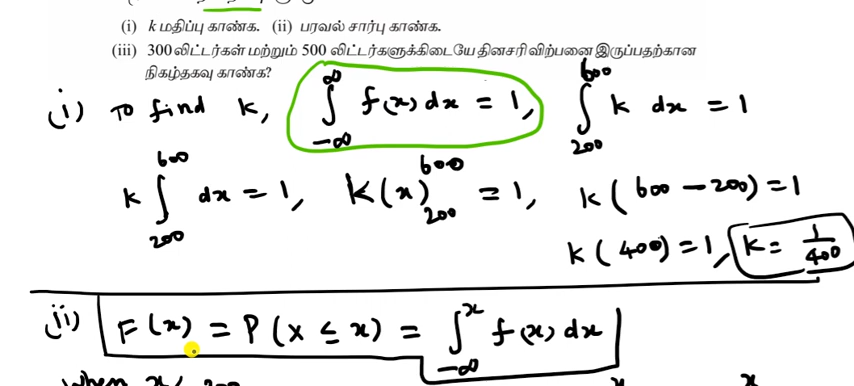 (i) k மதிப்பு காண்க. (ii) பரவல் சார்பு காண்க.
(iii) 300 லிட்டர்கள் மற்றும் 500 லிட்டர்களுக்கிடையே தினசரி விற்பனை இருப்பதற்கான
நிகழ்தகவு காண்க?
(i) To find k, ∫_{-∞}^{∞} f(x) dx = 1, ∫_{200}^{600} k dx = 1
k ∫_{200}^{600} dx = 1, k(x)_{200}^{600} = 1, k(600 - 200) = 1
k(400) = 1, k = 1/400
(ii) F(x) = P(X ≤ x) = ∫_{-∞}^{x} f(x) dx
When x < 200